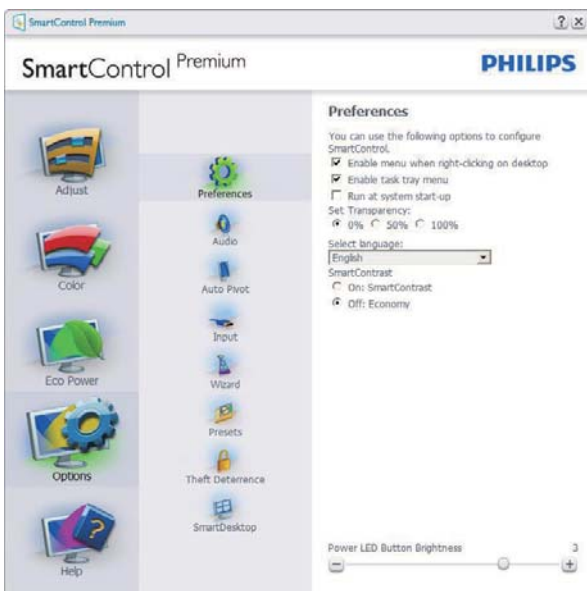 SmartControl Premium
SmartControl Premium
PHILIPS
Adjust
Color
Eco Power
Options
Help
Preferences
Audio
Auto Pivot
Input
Wizard
Presets
Theft Deterrence
SmartDesktop
Preferences
You can use the following options to configure
SmartControl.
Enable menu when right-clicking on desktop
Enable task tray menu
Run at system start-up
Set Transparency:
0% 50% 100%
Select language:
English
SmartContrast
On: SmartContrast
Off: Economy
Power LED Button Brightness 3